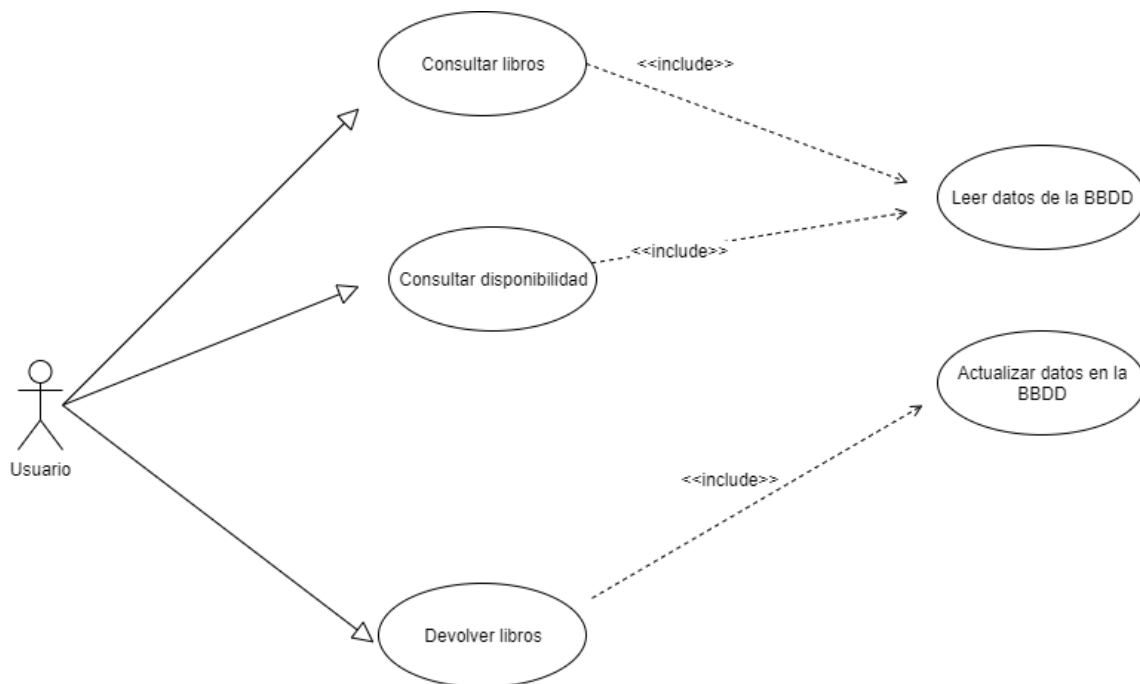 Consultar libros
<<include>>
Leer datos de la BBDD
<<include>>
Consultar disponibilidad
Actualizar datos en la
BBDD
Usuario
<<include>>
Devolver libros